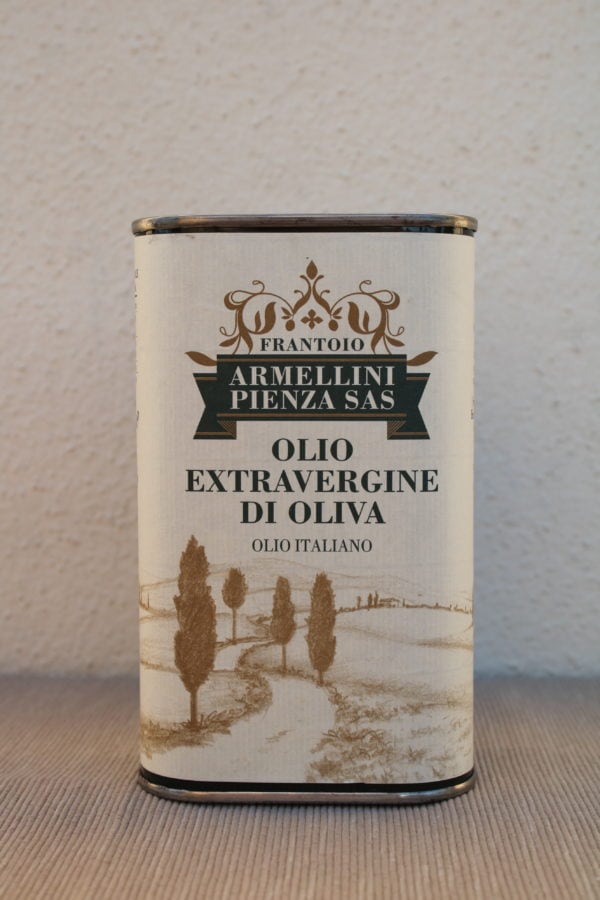 FRANTOIO
ARMELLINI
PIENZA SAS
OLIO
EXTRAVERGINE
DI OLIVA
OLIO ITALIANO